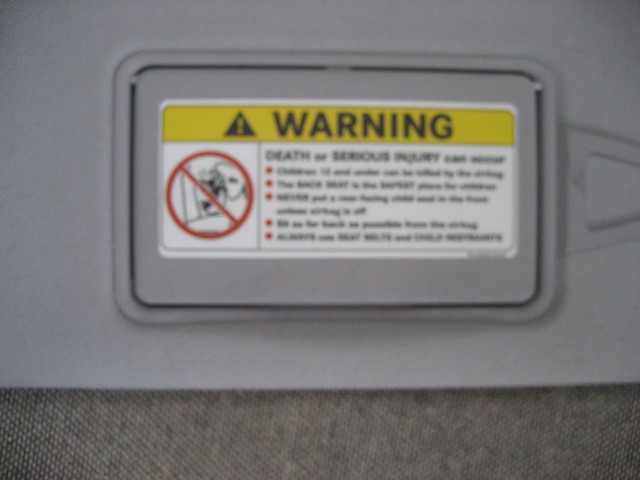 WARNING
DEATH or SERIOUS INJURY can occur
Children 12 and under can be killed by the airbag
The BACK SEAT is the SAFEST place for children
NEVER put a rear-facing child seat in the front
unless airbag is off
Sit as far back as possible from the airbag
ALWAYS use SEAT BELTS and CHILD RESTRAINTS